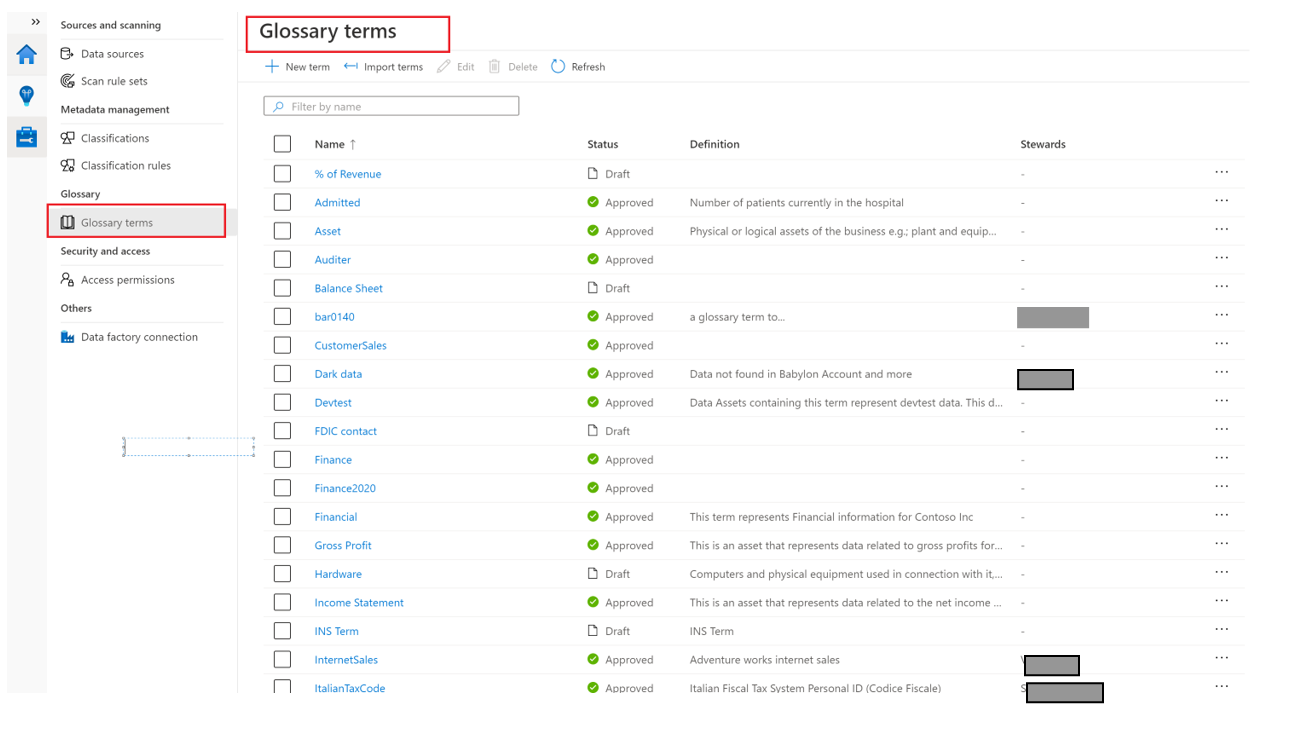 Sources and scanning
Data sources
Scan rule sets
Metadata management
Classifications
Classification rules
Glossary
Glossary terms
Security and access
Access permissions
Others
Data factory connection
Glossary terms
New term Import terms Edit Delete Refresh
Filter by name
Name ↑ Status Definition Stewards
% of Revenue Draft - ...
Admitted Approved Number of patients currently in the hospital - ...
Asset Approved Physical or logical assets of the business e.g.; plant and equip... - ...
Auditer Approved - ...
Balance Sheet Draft - ...
bar0140 Approved a glossary term to... ...
CustomerSales Approved - ...
Dark data Approved Data not found in Babylon Account and more ...
Devtest Approved Data Assets containing this term represent devtest data. This d... - ...
FDIC contact Draft - ...
Finance Approved - ...
Finance2020 Approved - ...
Financial Approved This term represents Financial information for Contoso Inc - ...
Gross Profit Approved This is an asset that represents data related to gross profits for... - ...
Hardware Draft Computers and physical equipment used in connection with it,... - ...
Income Statement Approved This is an asset that represents data related to the net income ... - ...
INS Term Draft INS Term - ...
InternetSales Approved Adventure works internet sales ...
ItalianTaxCode Approved Italian Fiscal Tax System Personal ID (Codice Fiscale) ...